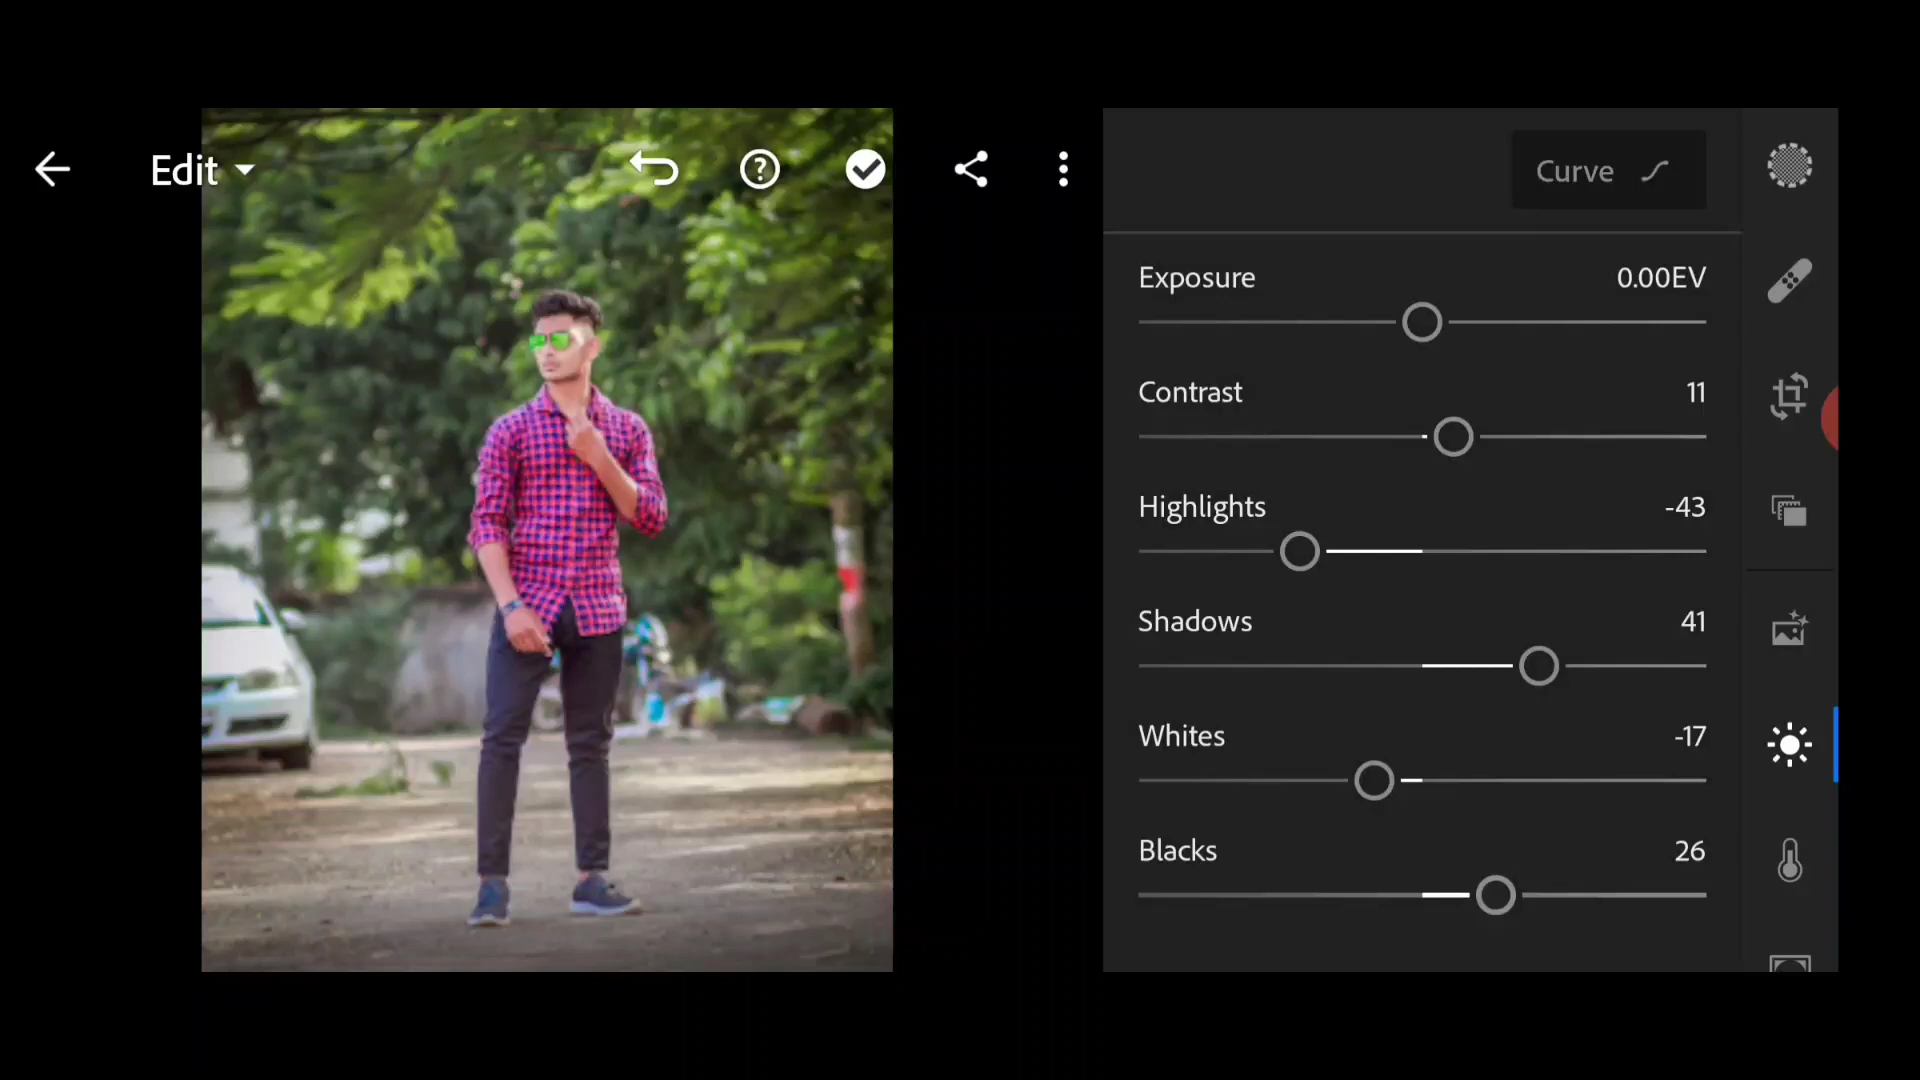 Edit
Curve
Exposure 0.00EV
Contrast 11
Highlights -43
Shadows 41
Whites -17
Blacks 26